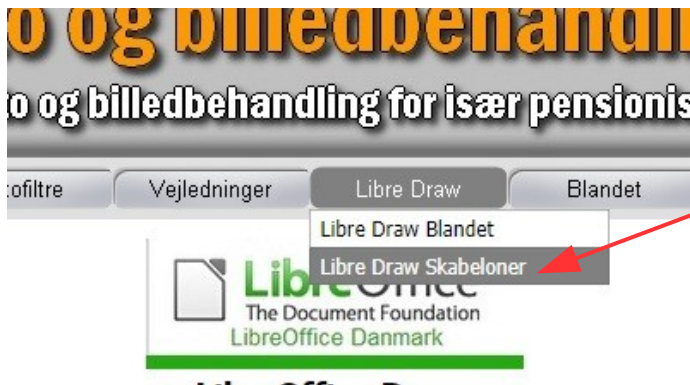 o og billedbehandli
to og billedbehandling for især pensionis
tofiltre Vejledninger Libre Draw Blandet
Libre Draw Blandet
Libre Draw Skabeloner
LibreOffice
The Document Foundation
LibreOffice Danmark